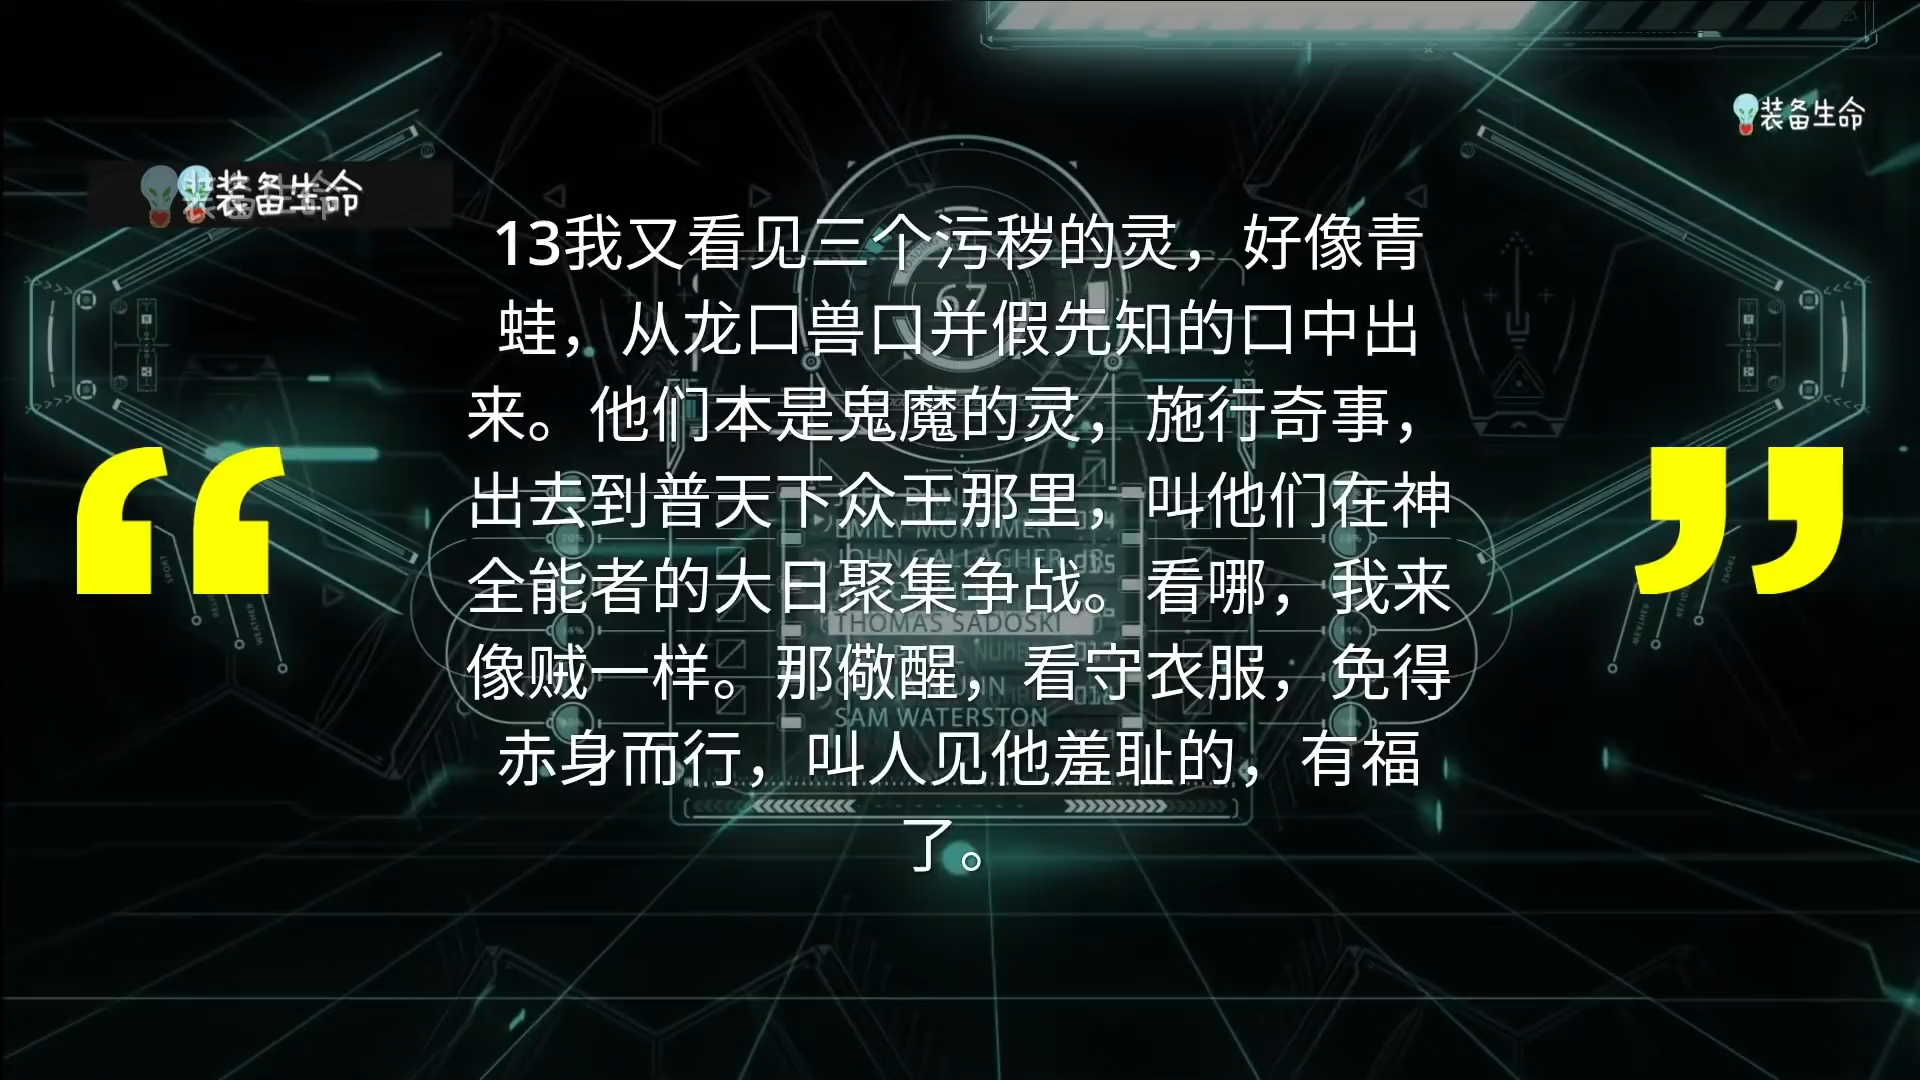 装备生命
装备生命
13我又看见三个污秽的灵，好像青
蛙，从龙口兽口并假先知的口中出
来。他们本是鬼魔的灵，施行奇事，
出去到普天下众王那里，叫他们在神
全能者的大日聚集争战。看哪，我来
像贼一样。那儆醒，看守衣服，免得
赤身而行，叫人见他羞耻的，有福
了。
67
EMILY MORTIMER
JOHN GALLAGHER JR
THOMAS SADOSKI
SAM WATERSTON